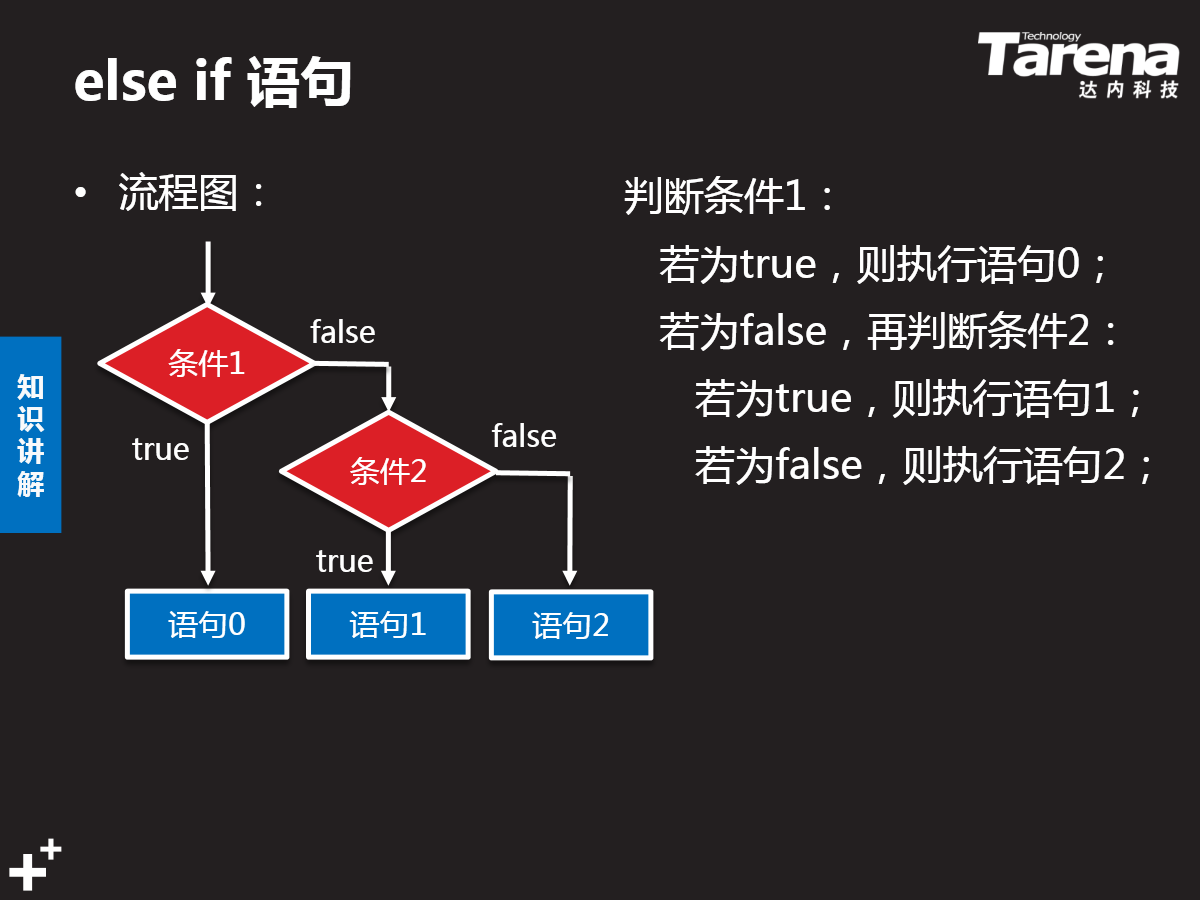 else if 语句
Technology
Tarena
达内科技
• 流程图：
条件1
false
true
条件2
false
true
语句0
语句1
语句2
判断条件1：
若为true，则执行语句0；
若为false，再判断条件2：
若为true，则执行语句1；
若为false，则执行语句2；
知
识
讲
解